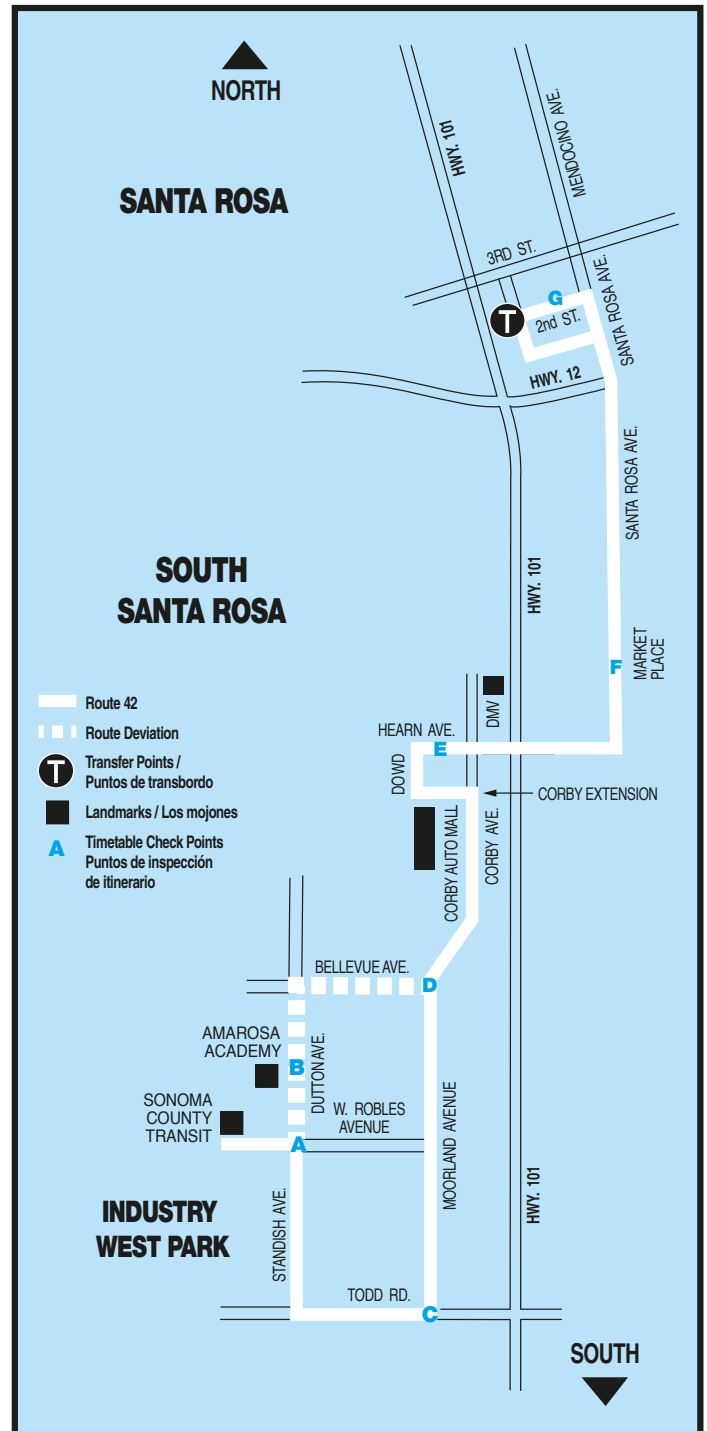 NORTH
SANTA ROSA
HWY. 101
MENDOCINO AVE.
3RD ST.
G
T
2nd ST.
SANTA ROSA AVE.
HWY. 12
SANTA ROSA AVE.
SOUTH
SANTA ROSA
HWY. 101
F
MARKET
PLACE
Route 42
Route Deviation
T
Transfer Points /
Puntos de transbordo
Landmarks / Los mojones
A
Timetable Check Points
Puntos de inspección
de itinerario
DMV
HEARN AVE.
E
DOWD
CORBY EXTENSION
CORBY AUTO MALL
CORBY AVE.
BELLEVUE AVE.
D
AMAROSA
ACADEMY
B
DUTTON AVE.
SONOMA
COUNTY
TRANSIT
W. ROBLES
AVENUE
A
MOORLAND AVENUE
HWY. 101
INDUSTRY
WEST PARK
STANDISH AVE.
TODD RD.
C
SOUTH